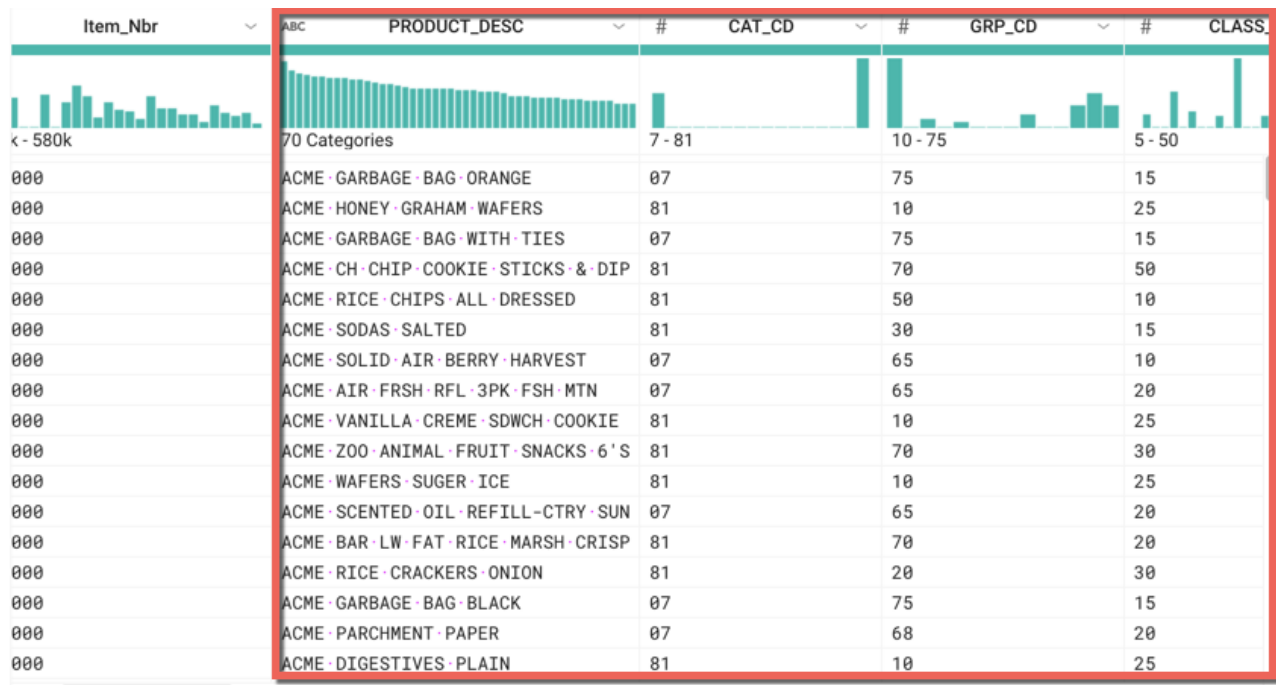 Item_Nbr ABC PRODUCT_DESC # CAT_CD # GRP_CD # CLASS_
k - 580k 70 Categories 7 - 81 10 - 75 5 - 50
000 ACME·GARBAGE·BAG·ORANGE 07 75 15
000 ACME·HONEY·GRAHAM·WAFERS 81 10 25
000 ACME·GARBAGE·BAG·WITH·TIES 07 75 15
000 ACME·CH·CHIP·COOKIE·STICKS·&·DIP 81 70 50
000 ACME·RICE·CHIPS·ALL·DRESSED 81 50 10
000 ACME·SODAS·SALTED 81 30 15
000 ACME·SOLID·AIR·BERRY·HARVEST 07 65 10
000 ACME·AIR·FRSH·RFL·3PK·FSH·MTN 07 65 20
000 ACME·VANILLA·CREME·SDWCH·COOKIE 81 10 25
000 ACME·ZOO·ANIMAL·FRUIT·SNACKS·6'S 81 70 30
000 ACME·WAFERS·SUGER·ICE 81 10 25
000 ACME·SCENTED·OIL·REFILL-CTRY·SUN 07 65 20
000 ACME·BAR·LW·FAT·RICE·MARSH·CRISP 81 70 20
000 ACME·RICE·CRACKERS·ONION 81 20 30
000 ACME·GARBAGE·BAG·BLACK 07 75 15
000 ACME·PARCHMENT·PAPER 07 68 20
000 ACME·DIGESTIVES·PLAIN 81 10 25